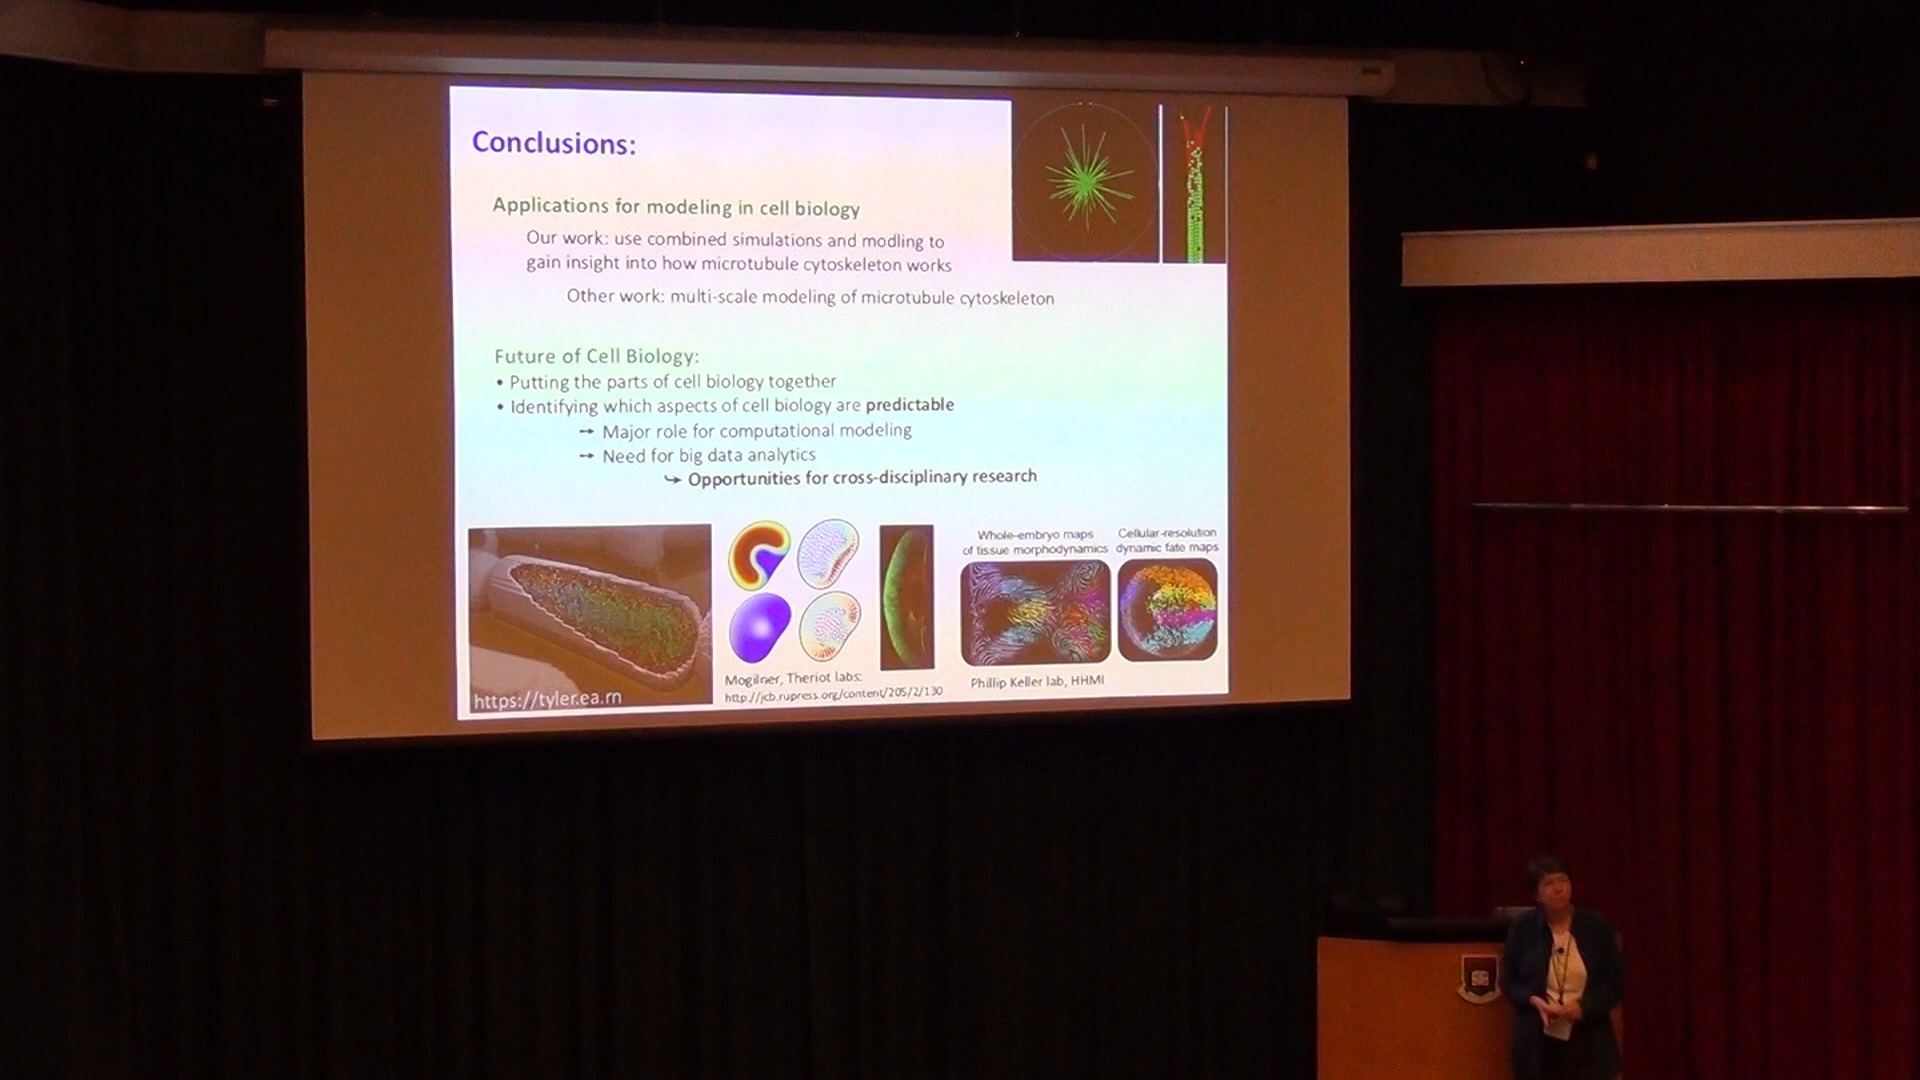 Conclusions:
Applications for modeling in cell biology
Our work: use combined simulations and modling to
gain insight into how microtubule cytoskeleton works
Other work: multi-scale modeling of microtubule cytoskeleton
Future of Cell Biology:
• Putting the parts of cell biology together
• Identifying which aspects of cell biology are predictable
→ Major role for computational modeling
→ Need for big data analytics
↪ Opportunities for cross-disciplinary research
Whole-embryo maps
of tissue morphodynamics
Cellular-resolution
dynamic fate maps
https://tyler.ea.rn
Mogilner, Theriot labs:
http://jcb.rupress.org/content/205/2/130
Phillip Keller lab, HHMI